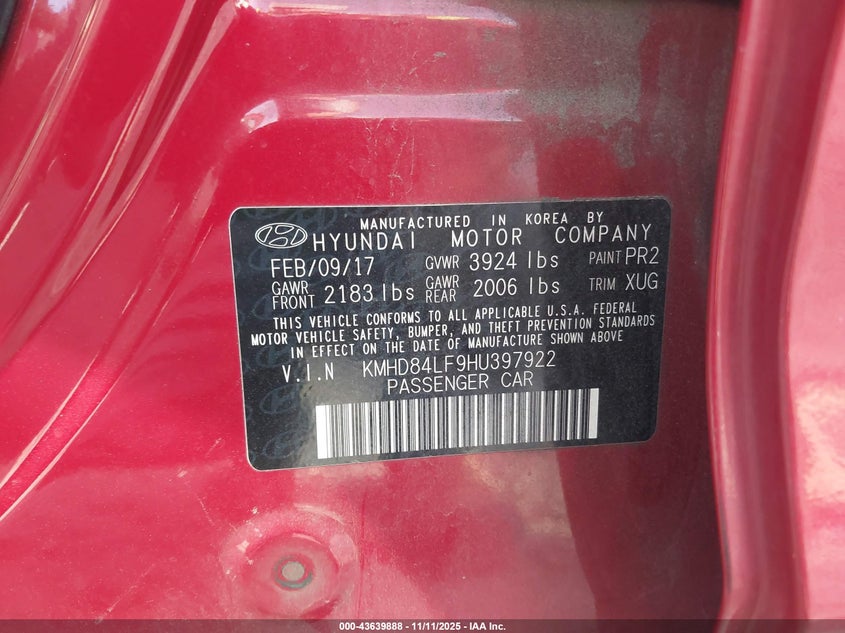 MANUFACTURED IN KOREA BY
HYUNDAI MOTOR COMPANY
FEB/09/17 GVWR 3924 lbs PAINT PR2
GAWR FRONT 2183 lbs GAWR REAR 2006 lbs TRIM XUG
THIS VEHICLE CONFORMS TO ALL APPLICABLE U.S.A. FEDERAL
MOTOR VEHICLE SAFETY, BUMPER, AND THEFT PREVENTION STANDARDS
IN EFFECT ON THE DATE OF MANUFACTURE SHOWN ABOVE
V.I.N KMHD84LF9HU397922
PASSENGER CAR
000-43639888 - 11/11/2025 - IAA Inc.